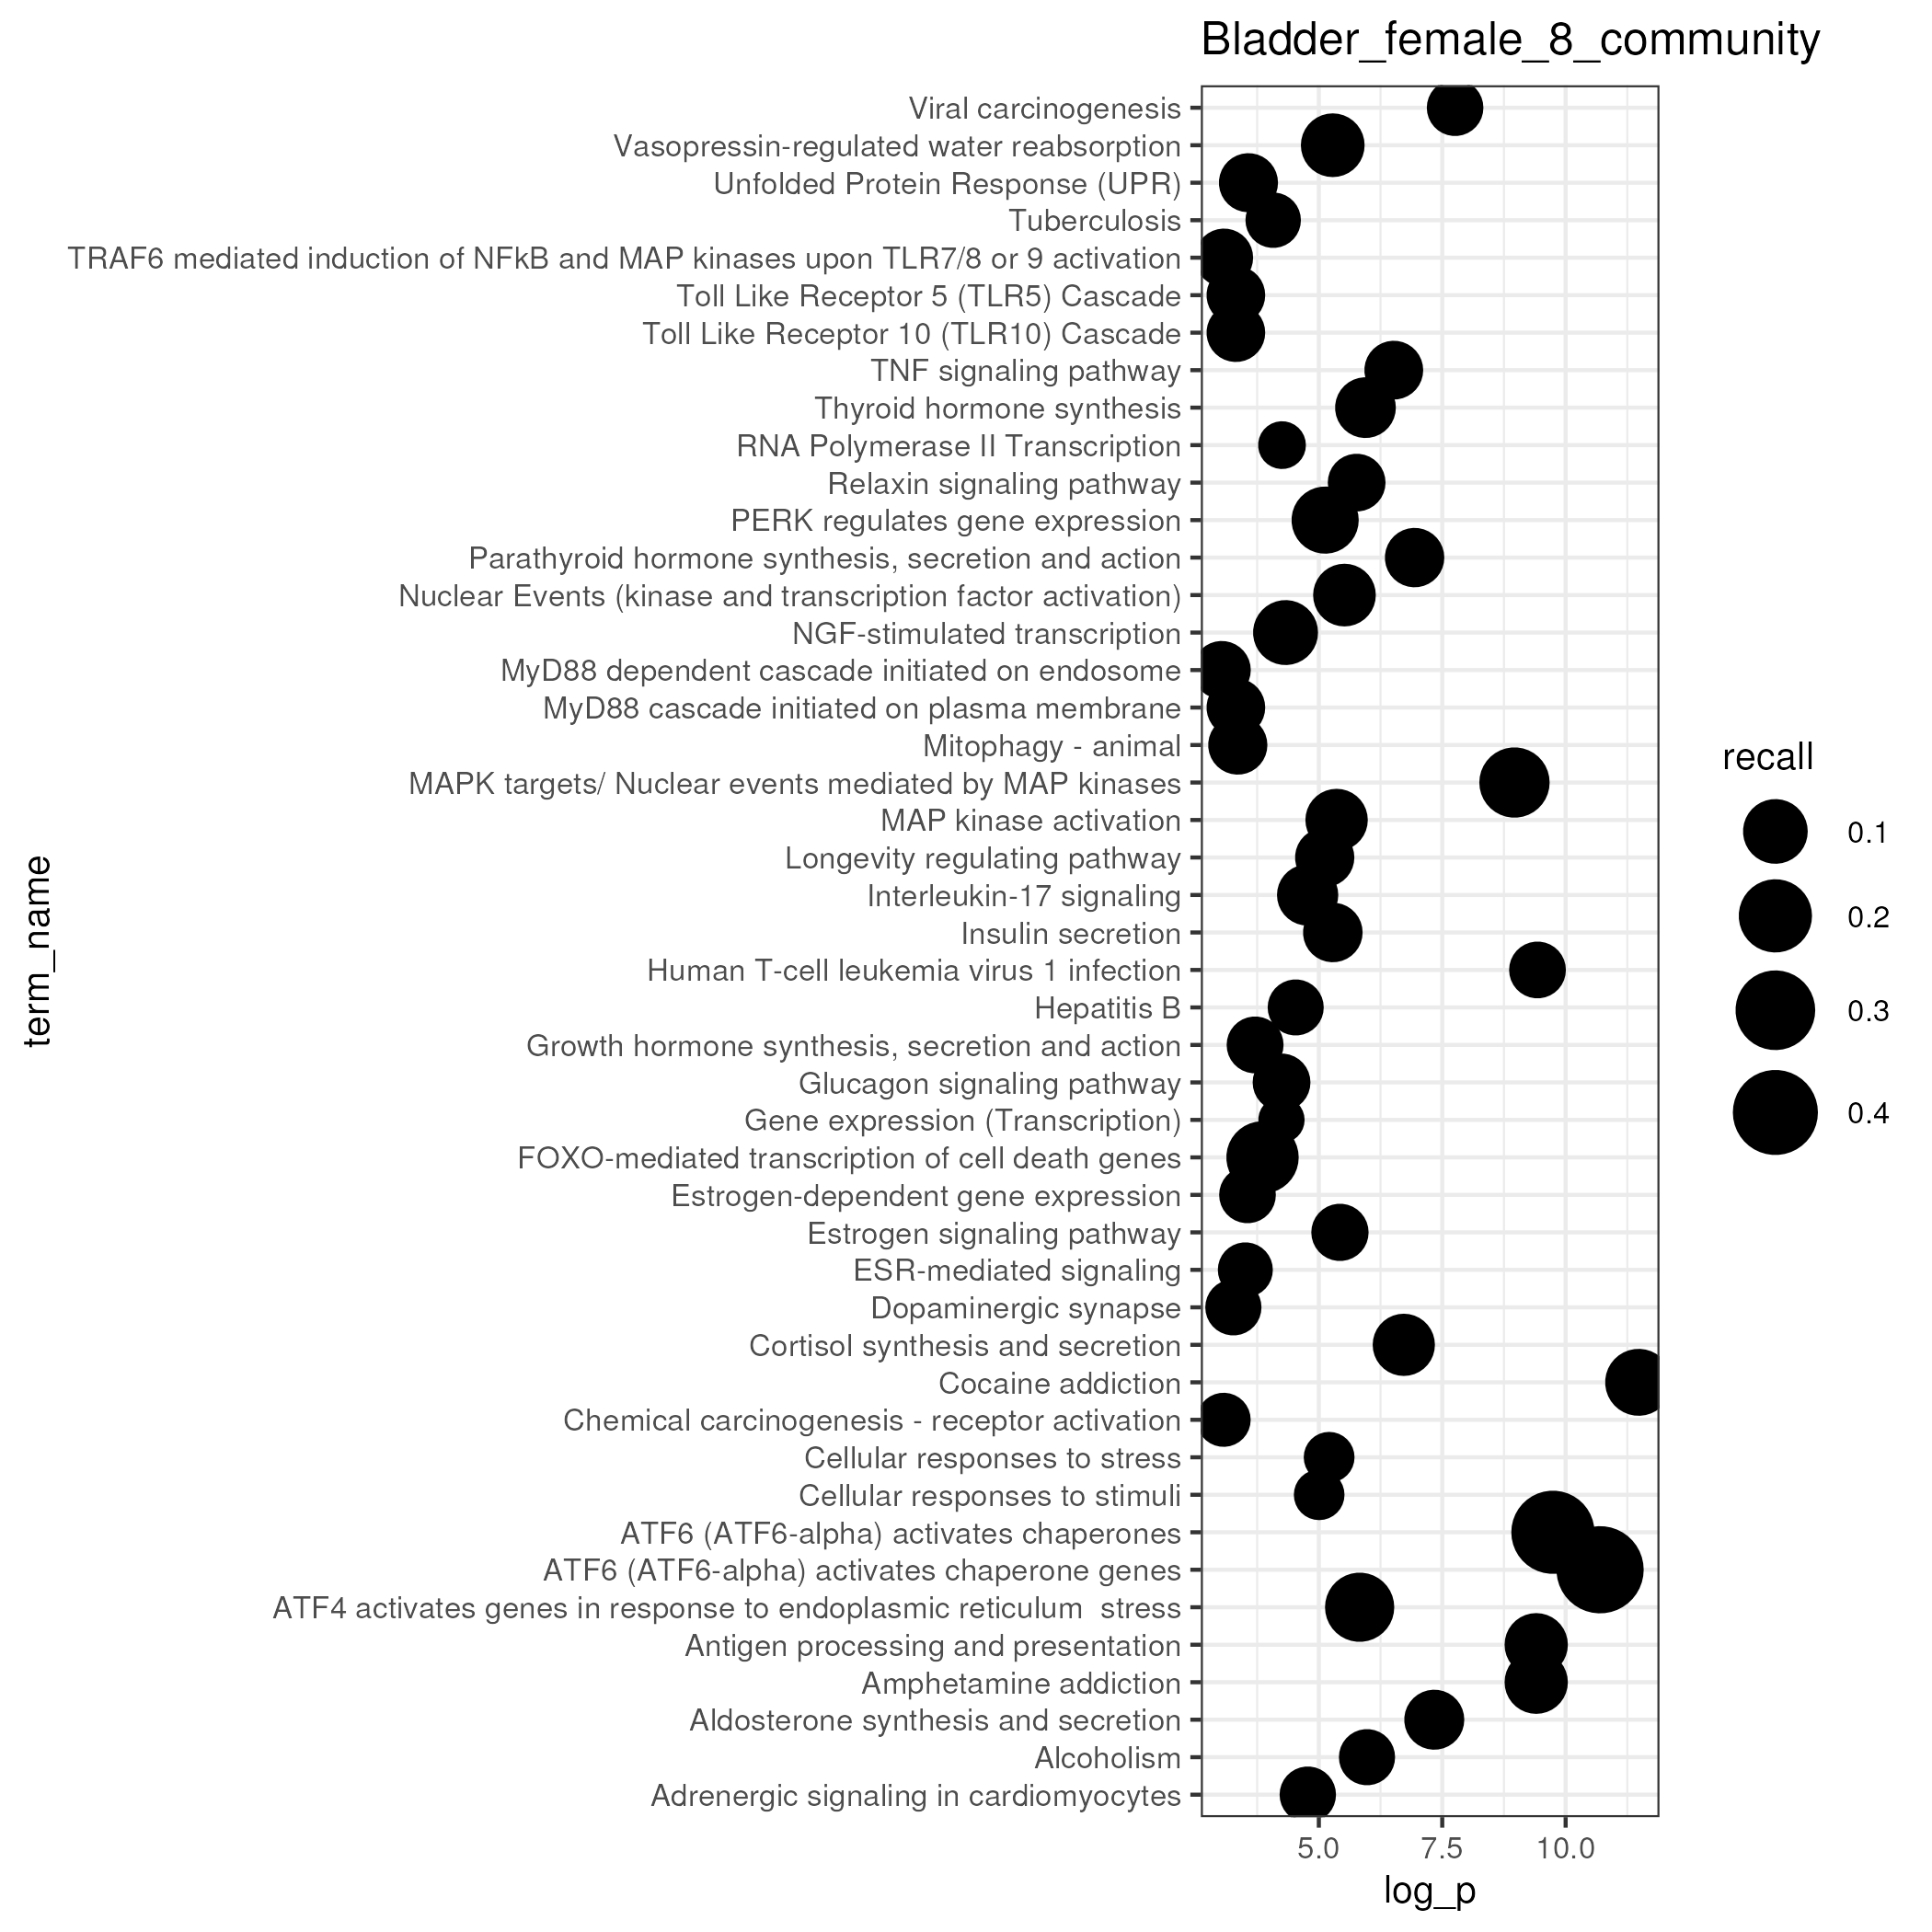 Bladder_female_8_community
Viral carcinogenesis
Vasopressin-regulated water reabsorption
Unfolded Protein Response (UPR)
Tuberculosis
TRAF6 mediated induction of NFkB and MAP kinases upon TLR7/8 or 9 activation
Toll Like Receptor 5 (TLR5) Cascade
Toll Like Receptor 10 (TLR10) Cascade
TNF signaling pathway
Thyroid hormone synthesis
RNA Polymerase II Transcription
Relaxin signaling pathway
PERK regulates gene expression
Parathyroid hormone synthesis, secretion and action
Nuclear Events (kinase and transcription factor activation)
NGF-stimulated transcription
MyD88 dependent cascade initiated on endosome
MyD88 cascade initiated on plasma membrane
Mitophagy - animal
MAPK targets/ Nuclear events mediated by MAP kinases
MAP kinase activation
Longevity regulating pathway
Interleukin-17 signaling
Insulin secretion
Human T-cell leukemia virus 1 infection
Hepatitis B
Growth hormone synthesis, secretion and action
Glucagon signaling pathway
Gene expression (Transcription)
FOXO-mediated transcription of cell death genes
Estrogen-dependent gene expression
Estrogen signaling pathway
ESR-mediated signaling
Dopaminergic synapse
Cortisol synthesis and secretion
Cocaine addiction
Chemical carcinogenesis - receptor activation
Cellular responses to stress
Cellular responses to stimuli
ATF6 (ATF6-alpha) activates chaperones
ATF6 (ATF6-alpha) activates chaperone genes
ATF4 activates genes in response to endoplasmic reticulum  stress
Antigen processing and presentation
Amphetamine addiction
Aldosterone synthesis and secretion
Alcoholism
Adrenergic signaling in cardiomyocytes
term_name
5.0 7.5 10.0
log_p
recall
0.1
0.2
0.3
0.4